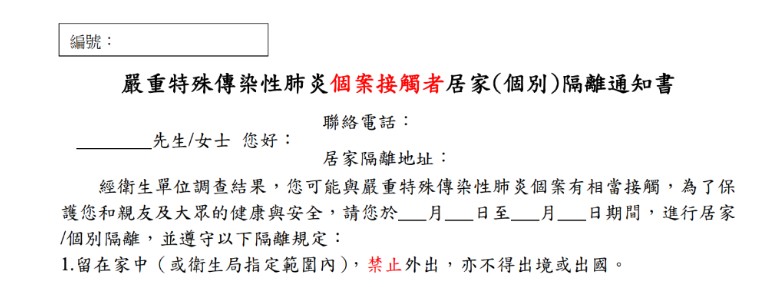 編號：
嚴重特殊傳染性肺炎個案接觸者居家(個別)隔離通知書
聯絡電話：
________先生/女士 您好：
居家隔離地址：
經衛生單位調查結果，您可能與嚴重特殊傳染性肺炎個案有相當接觸，為了保
護您和親友及大眾的健康與安全，請您於___月___日至___月___日期間，進行居家
/個別隔離，並遵守以下隔離規定：
1.留在家中（或衛生局指定範圍內），禁止外出，亦不得出境或出國。